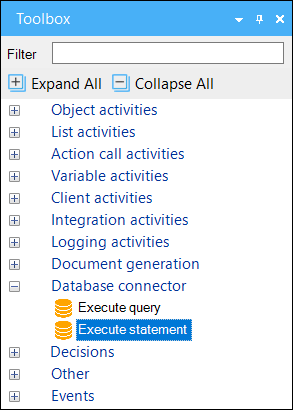 Toolbox
Filter
Expand All Collapse All
Object activities
List activities
Action call activities
Variable activities
Client activities
Integration activities
Logging activities
Document generation
Database connector
Execute query
Execute statement
Decisions
Other
Events